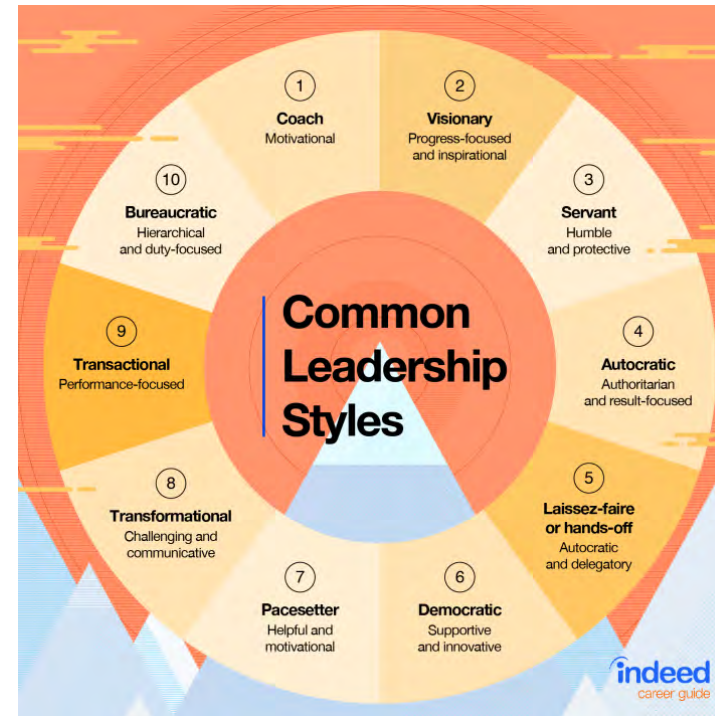 1
Coach
Motivational
2
Visionary
Progress-focused
and inspirational
3
Servant
Humble
and protective
4
Autocratic
Authoritarian
and result-focused
5
Laissez-faire
or hands-off
Autocratic
and delegatory
6
Democratic
Supportive
and innovative
7
Pacesetter
Helpful and
motivational
8
Transformational
Challenging and
communicative
9
Transactional
Performance-focused
10
Bureaucratic
Hierarchical
and duty-focused
Common
Leadership
Styles
indeed
career guide